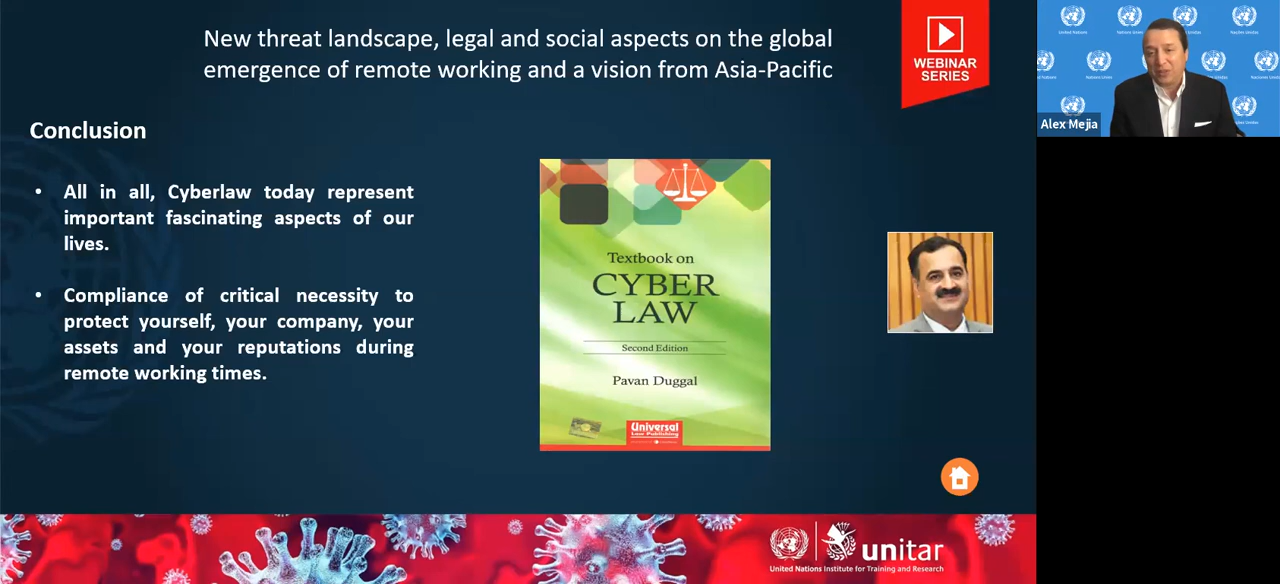 New threat landscape, legal and social aspects on the global
emergence of remote working and a vision from Asia-Pacific
WEBINAR
SERIES
Alex Mejia
Conclusion
• All in all, Cyberlaw today represent
important fascinating aspects of our
lives.
• Compliance of critical necessity to
protect yourself, your company, your
assets and your reputations during
remote working times.
Textbook on
CYBER
LAW
Second Edition
Pavan Duggal
Universal
Law Publishing
unitar
United Nations Institute for Training and Research